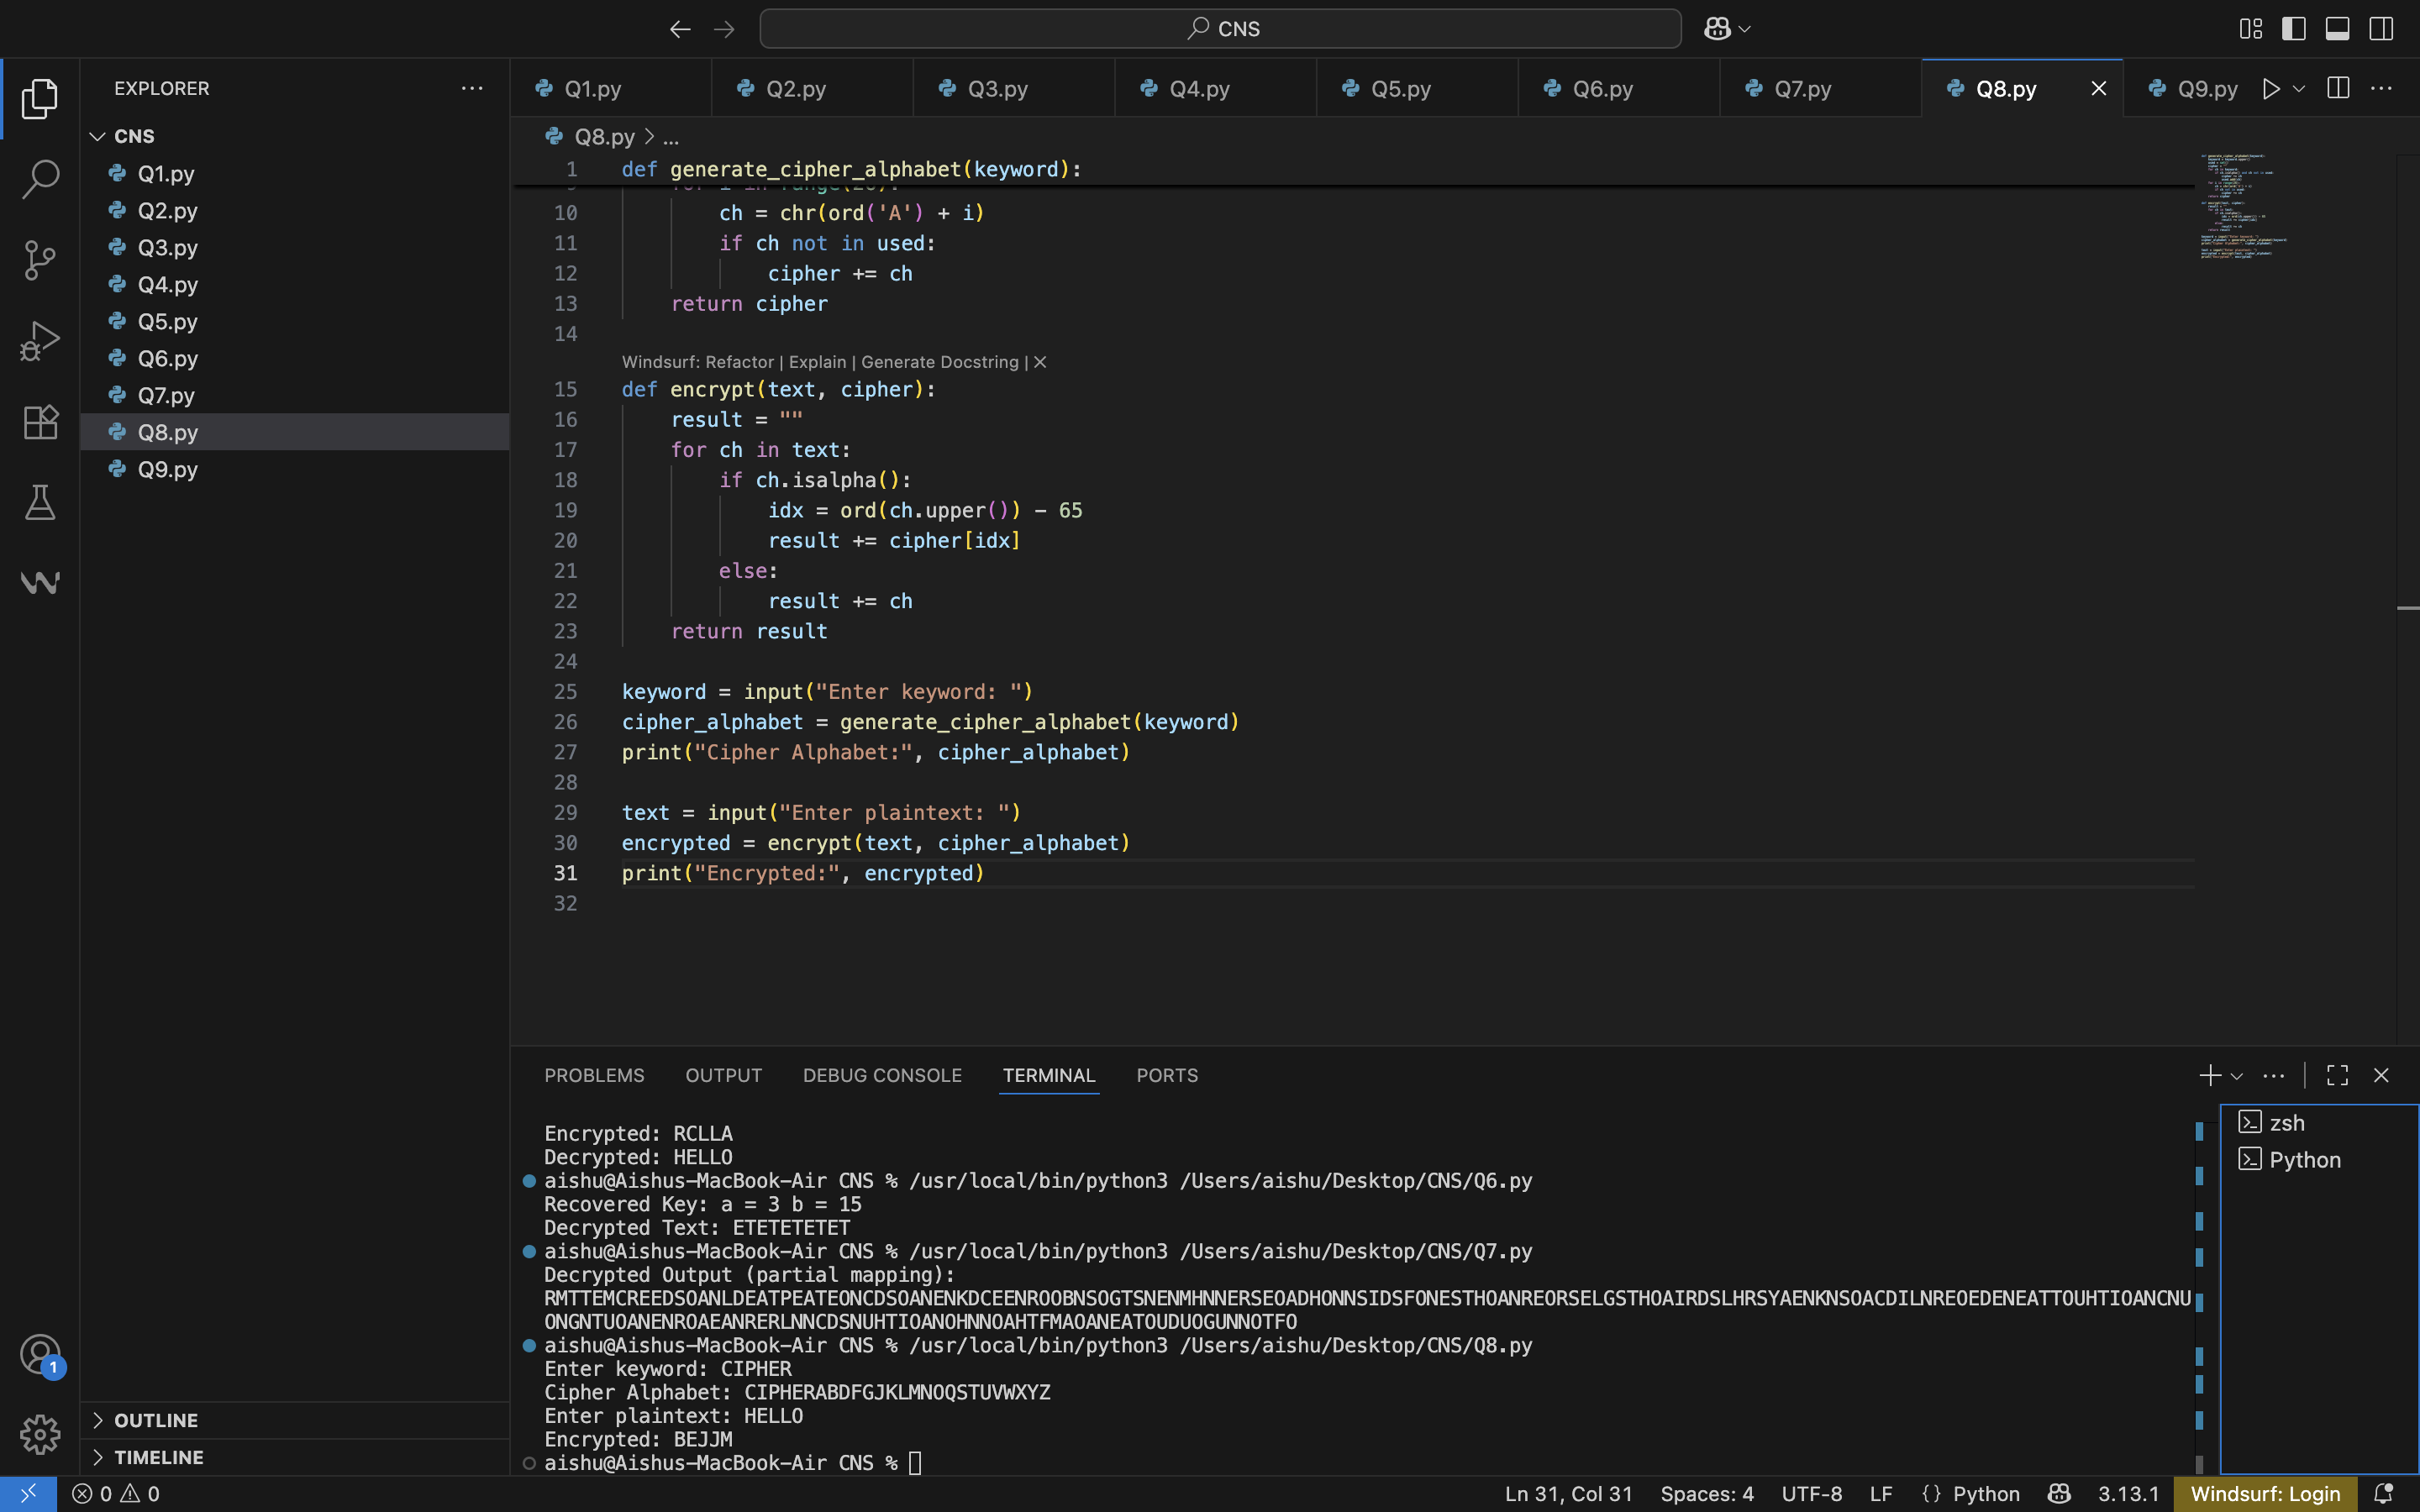 CNS
EXPLORER
CNS
Q1.py
Q2.py
Q3.py
Q4.py
Q5.py
Q6.py
Q7.py
Q8.py
Q9.py
OUTLINE
TIMELINE
Q1.py Q2.py Q3.py Q4.py Q5.py Q6.py Q7.py Q8.py Q9.py
Q8.py > ...
1 def generate_cipher_alphabet(keyword):
10 ch = chr(ord('A') + i)
11 if ch not in used:
12 cipher += ch
13 return cipher
14
Windsurf: Refactor | Explain | Generate Docstring | ×
15 def encrypt(text, cipher):
16 result = ""
17 for ch in text:
18 if ch.isalpha():
19 idx = ord(ch.upper()) - 65
20 result += cipher[idx]
21 else:
22 result += ch
23 return result
24
25 keyword = input("Enter keyword: ")
26 cipher_alphabet = generate_cipher_alphabet(keyword)
27 print("Cipher Alphabet:", cipher_alphabet)
28
29 text = input("Enter plaintext: ")
30 encrypted = encrypt(text, cipher_alphabet)
31 print("Encrypted:", encrypted)
32
PROBLEMS OUTPUT DEBUG CONSOLE TERMINAL PORTS
Encrypted: RCLLA
Decrypted: HELLO
aishu@Aishus-MacBook-Air CNS % /usr/local/bin/python3 /Users/aishu/Desktop/CNS/Q6.py
Recovered Key: a = 3 b = 15
Decrypted Text: ETETETETET
aishu@Aishus-MacBook-Air CNS % /usr/local/bin/python3 /Users/aishu/Desktop/CNS/Q7.py
Decrypted Output (partial mapping):
RMTTEMCREEDSOANLDEATPEATEONCDSOANENKDCEENROOBNSOGTSNENMHNNERSEOADHONNSIDSFONESTHOANREORSELGSTHOAIRDSLHRSYAENKNSOACDILNREOEDENEATTOUHTIOANCNU
ONGNTUOANENROAEANRERLNNCDSNUHTIOANOHNNOAHTFMAOANEATOUDUOGUNNOTFO
aishu@Aishus-MacBook-Air CNS % /usr/local/bin/python3 /Users/aishu/Desktop/CNS/Q8.py
Enter keyword: CIPHER
Cipher Alphabet: CIPHERABDFGJKLMNOQSTUVWXYZ
Enter plaintext: HELLO
Encrypted: BEJJM
aishu@Aishus-MacBook-Air CNS %
zsh
Python
1
0 0
Ln 31, Col 31 Spaces: 4 UTF-8 LF {} Python 3.13.1 Windsurf: Login